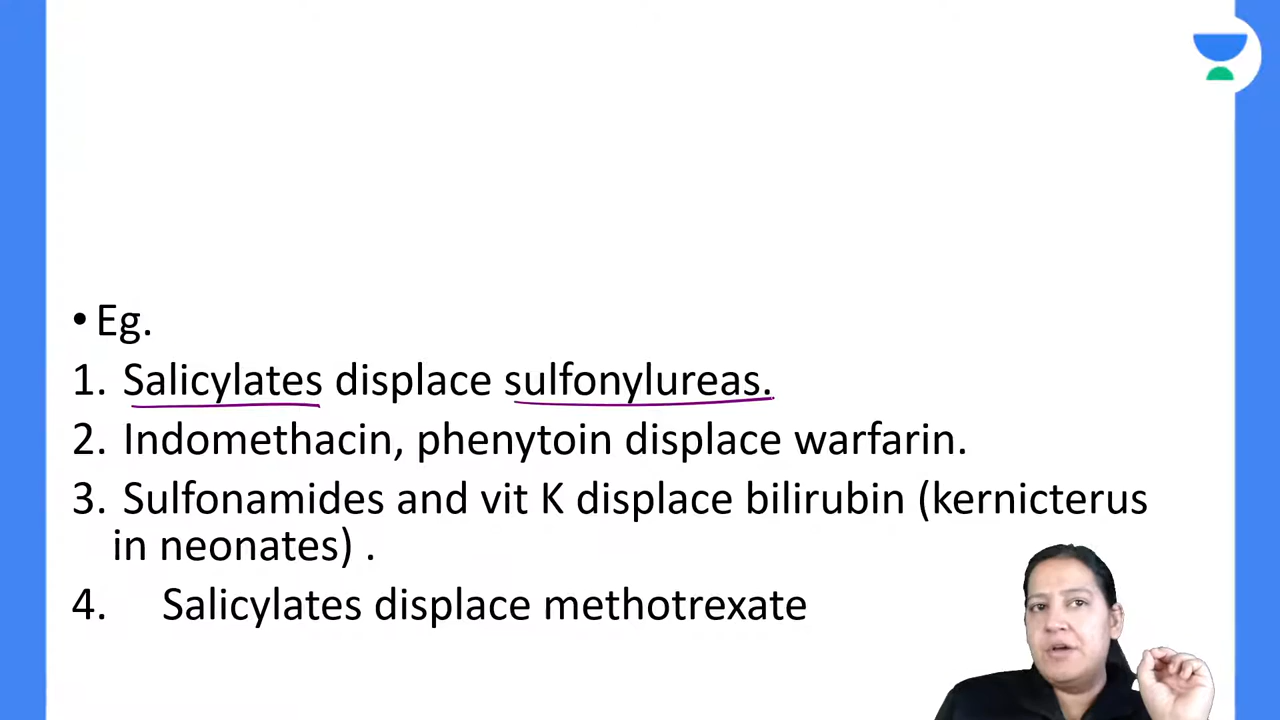 • Eg.
1. Salicylates displace sulfonylureas.
2. Indomethacin, phenytoin displace warfarin.
3. Sulfonamides and vit K displace bilirubin (kernicterus
in neonates) .
4. Salicylates displace methotrexate